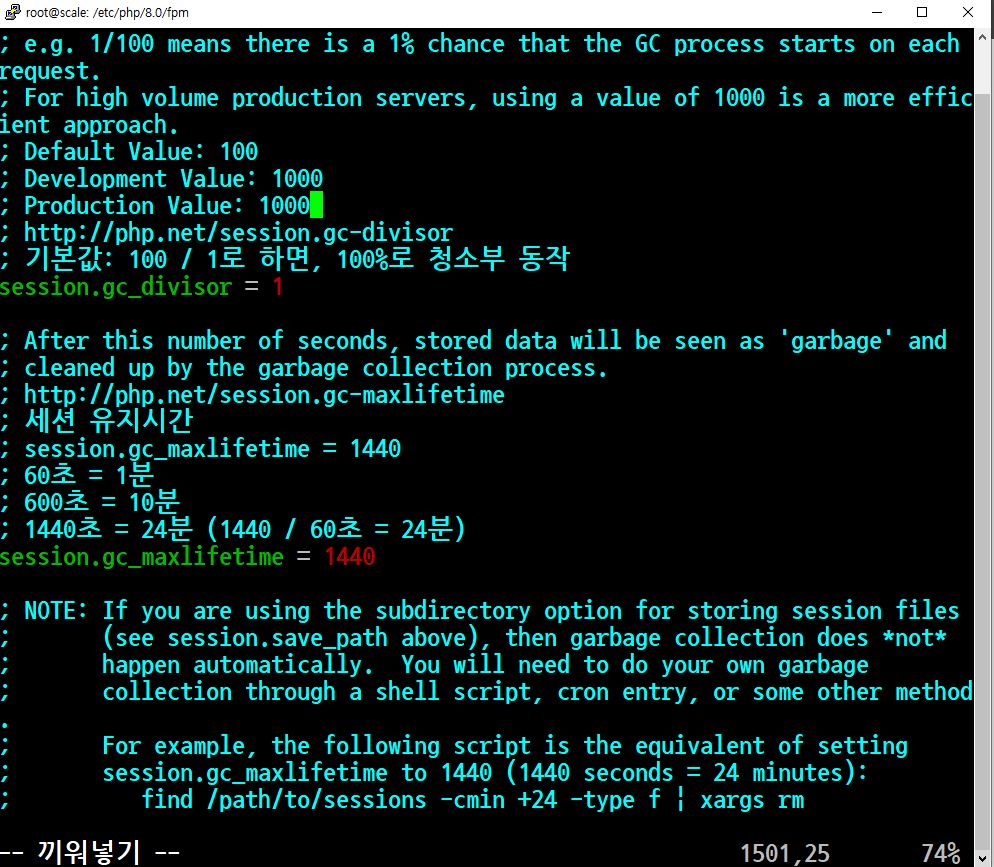 root@scale: /etc/php/8.0/fpm
; e.g. 1/100 means there is a 1% chance that the GC process starts on each
request.
; For high volume production servers, using a value of 1000 is a more effic
ient approach.
; Default Value: 100
; Development Value: 1000
; Production Value: 1000
; http://php.net/session.gc-divisor
; 기본값: 100 / 1로 하면, 100%로 청소부 동작
session.gc_divisor = 1
; After this number of seconds, stored data will be seen as 'garbage' and
; cleaned up by the garbage collection process.
; http://php.net/session.gc-maxlifetime
; 세션 유지시간
; session.gc_maxlifetime = 1440
; 60초 = 1분
; 600초 = 10분
; 1440초 = 24분 (1440 / 60초 = 24분)
session.gc_maxlifetime = 1440
; NOTE: If you are using the subdirectory option for storing session files
;       (see session.save_path above), then garbage collection does *not*
;       happen automatically.  You will need to do your own garbage
;       collection through a shell script, cron entry, or some other method
.
;       For example, the following script is the equivalent of setting
;       session.gc_maxlifetime to 1440 (1440 seconds = 24 minutes):
;          find /path/to/sessions -cmin +24 -type f | xargs rm
-- 끼워넣기 -- 1501,25 74%